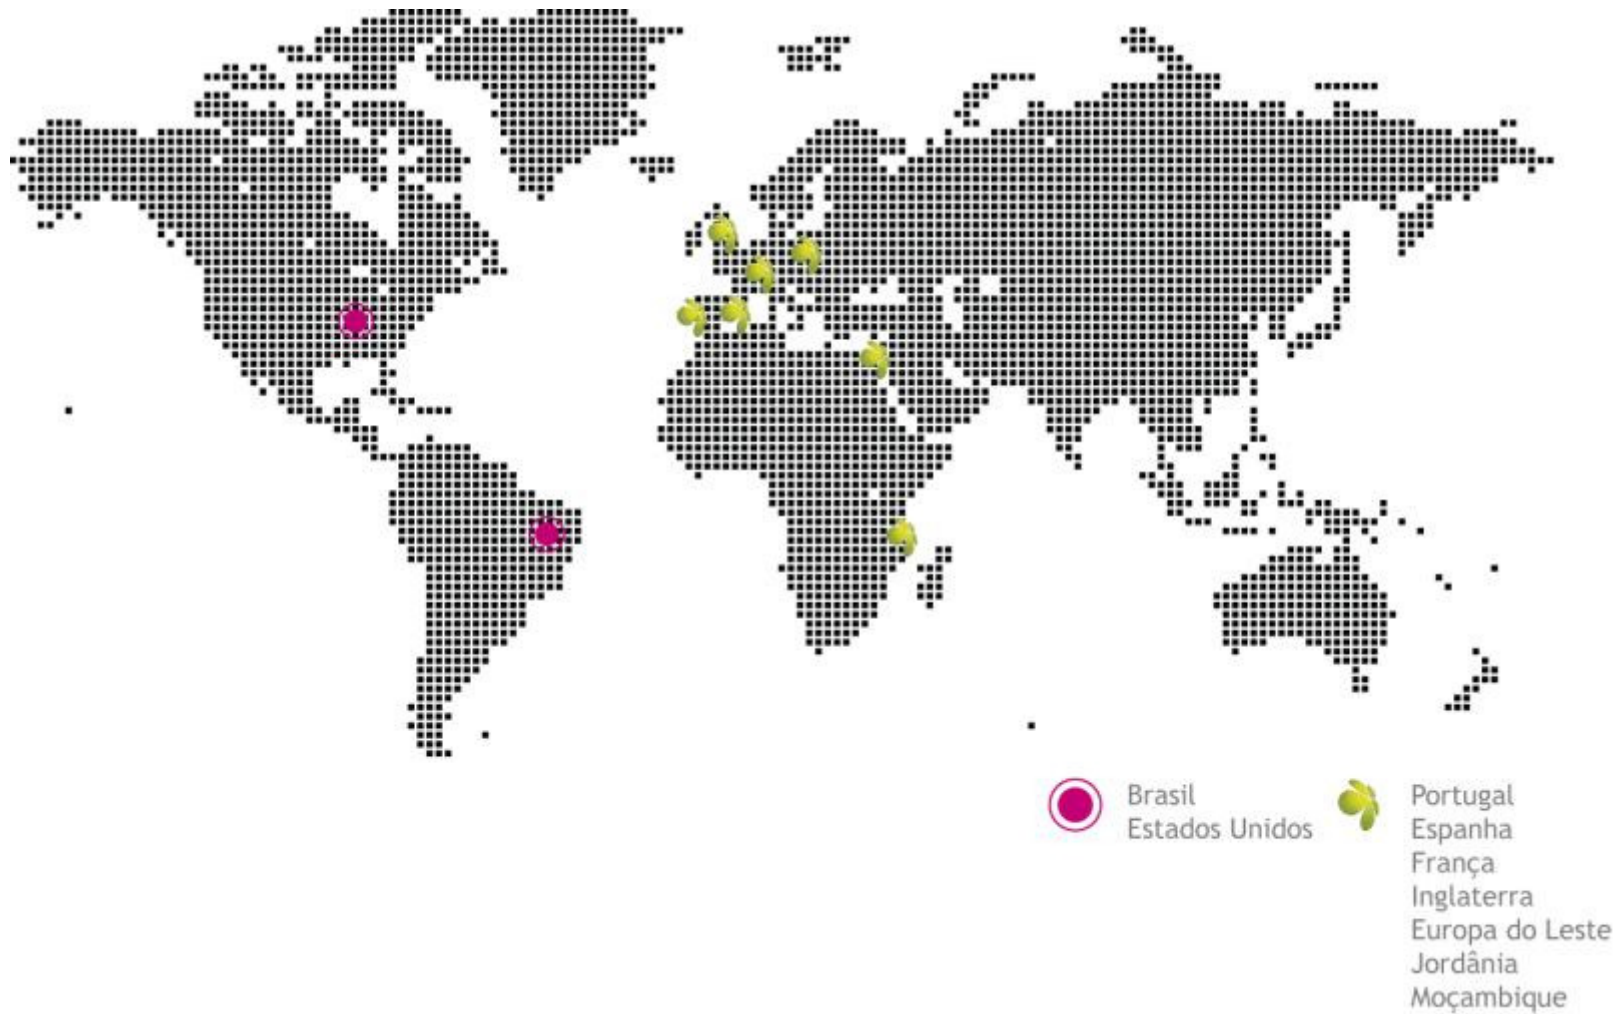 Brasil
Estados Unidos
Portugal
Espanha
França
Inglaterra
Europa do Leste
Jordânia
Moçambique